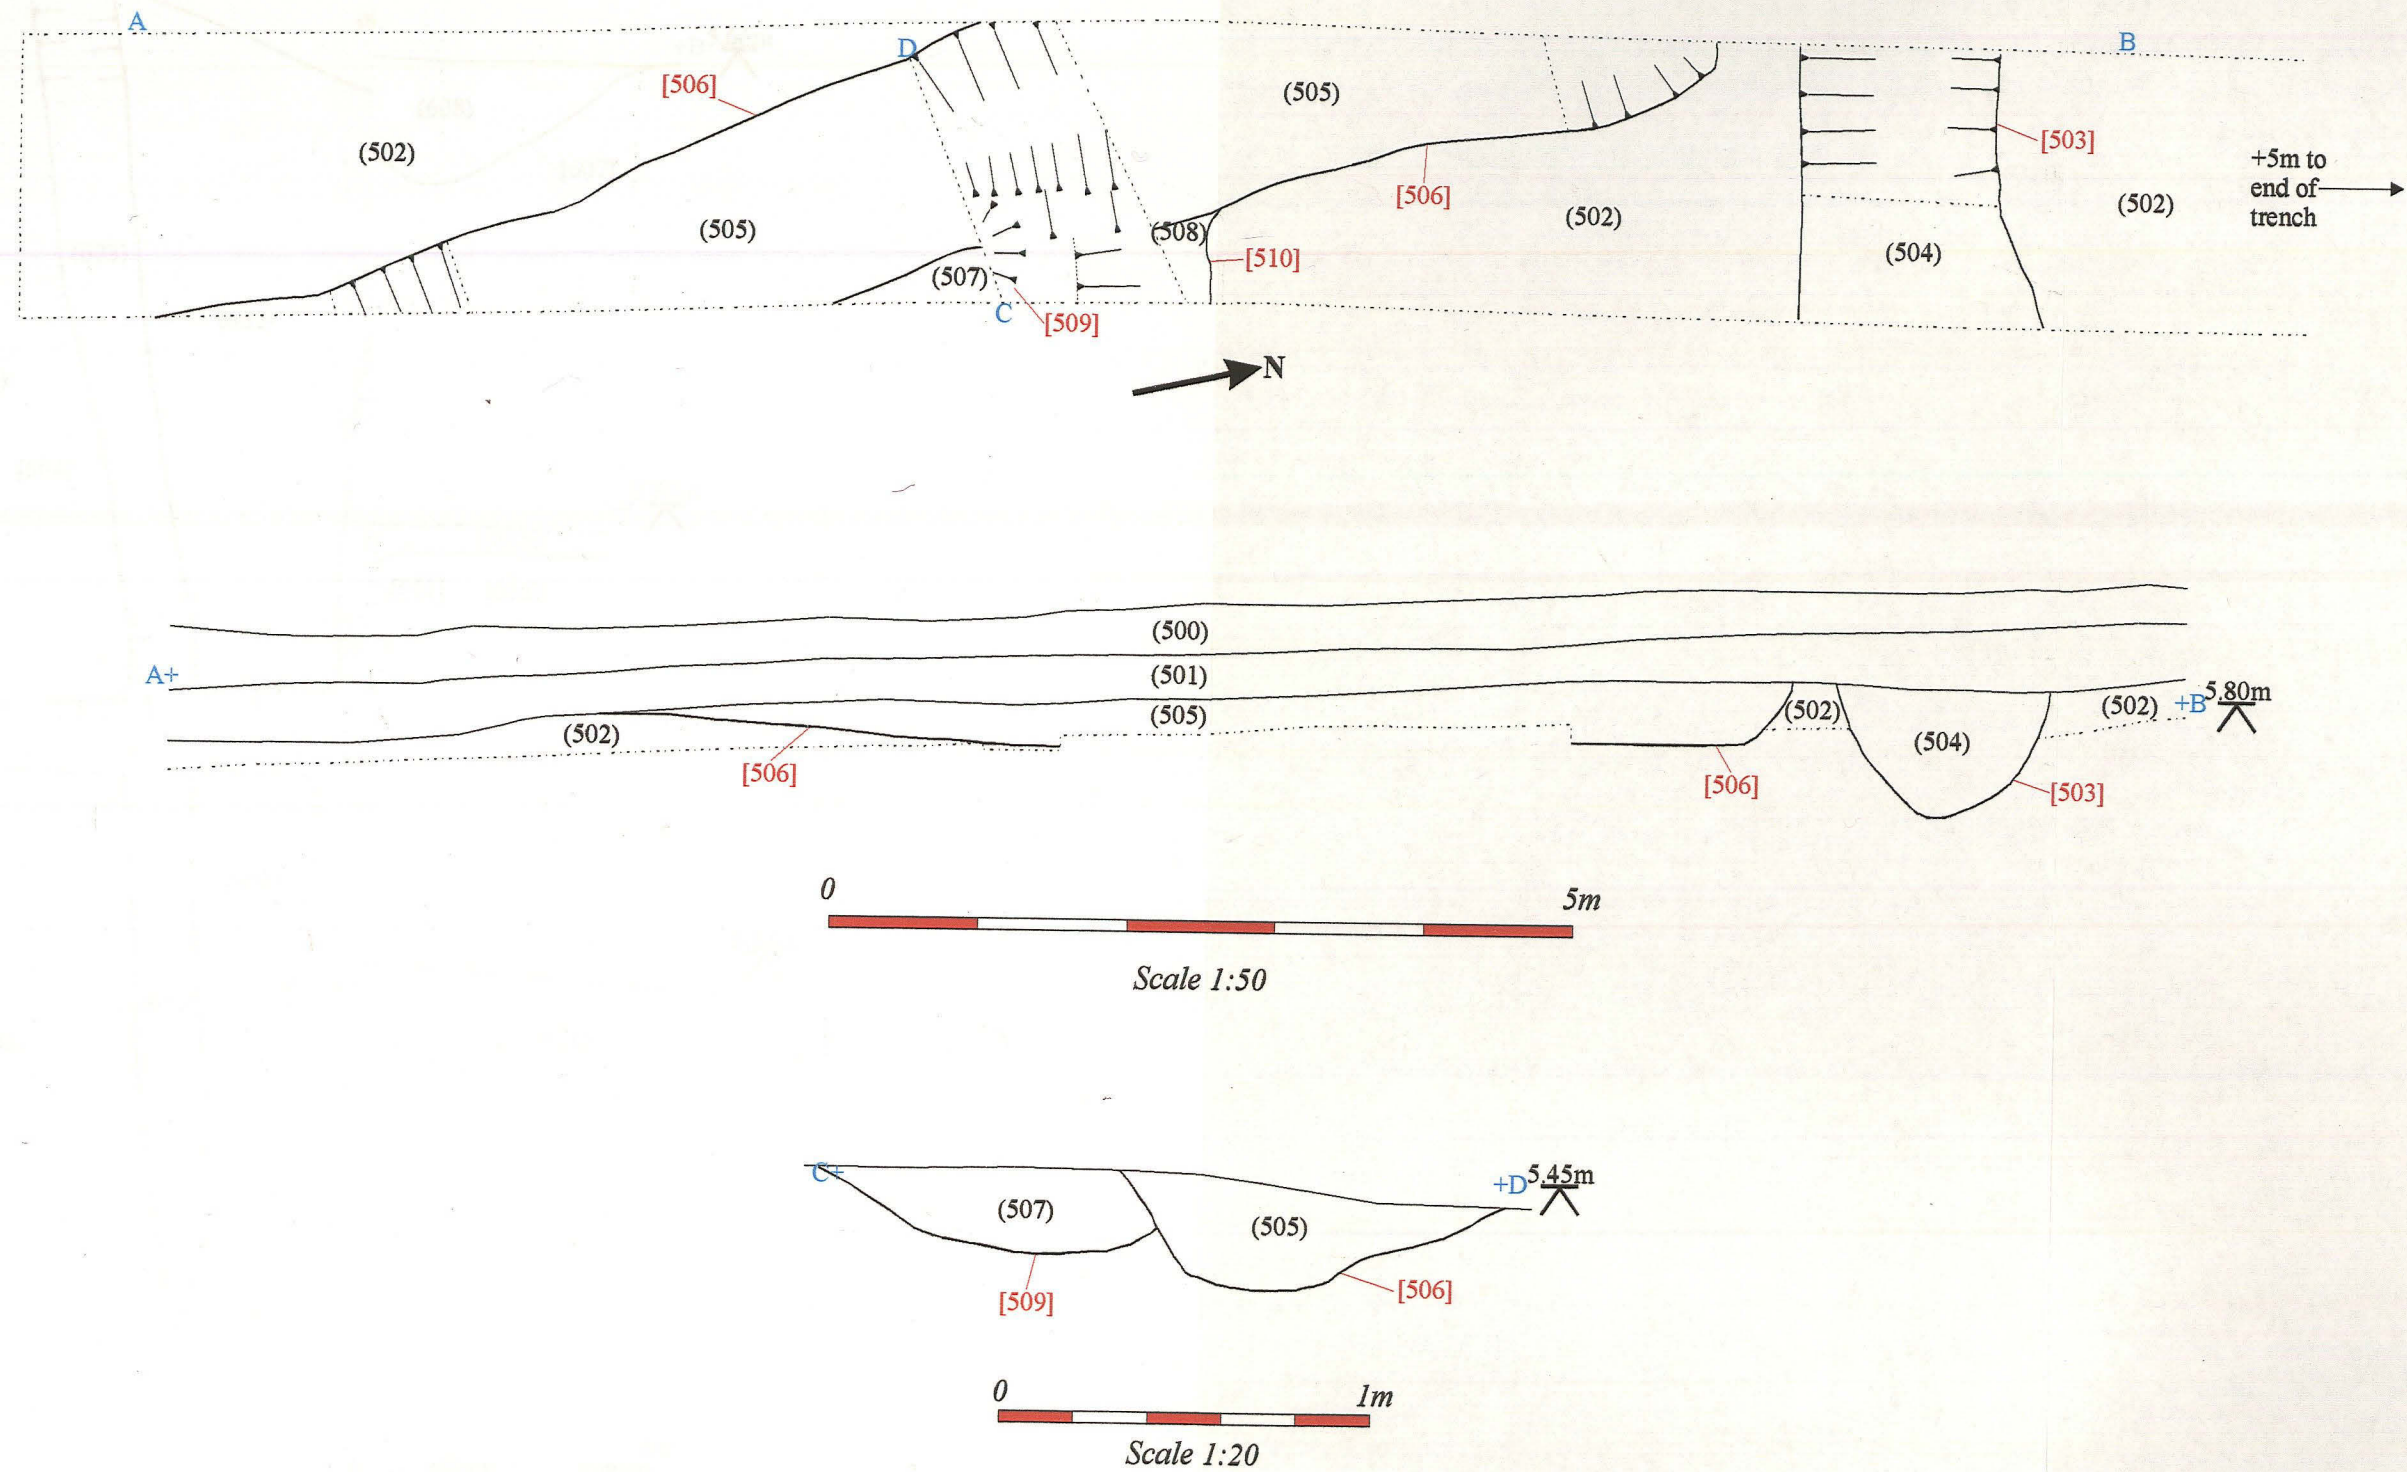 A
D
B
[506]
(502)
(505)
(505)
[506]
(502)
[503]
(502)
+5m to
end of
trench
(504)
(508)
[510]
(507)
C
[509]
N
(500)
A+
(501)
(505)
(502)
[506]
(502)
(504)
(502)
+B
5.80m
[506]
[503]
0
5m
Scale 1:50
C+
+D
5.45m
(507)
(505)
[509]
[506]
0
1m
Scale 1:20